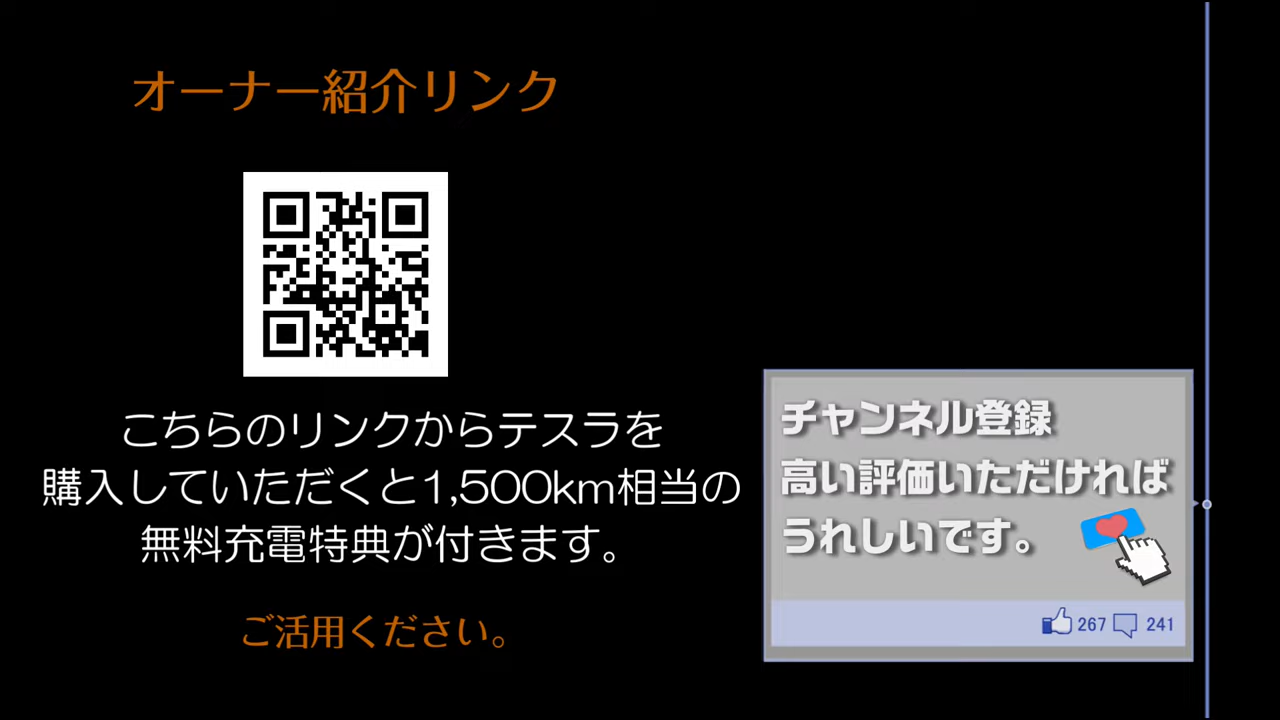 オーナー紹介リンク
こちらのリンクからテスラを
購入していただくと1,500km相当の
無料充電特典が付きます。
ご活用ください。
チャンネル登録
高い評価いただければ
うれしいです。
267 241